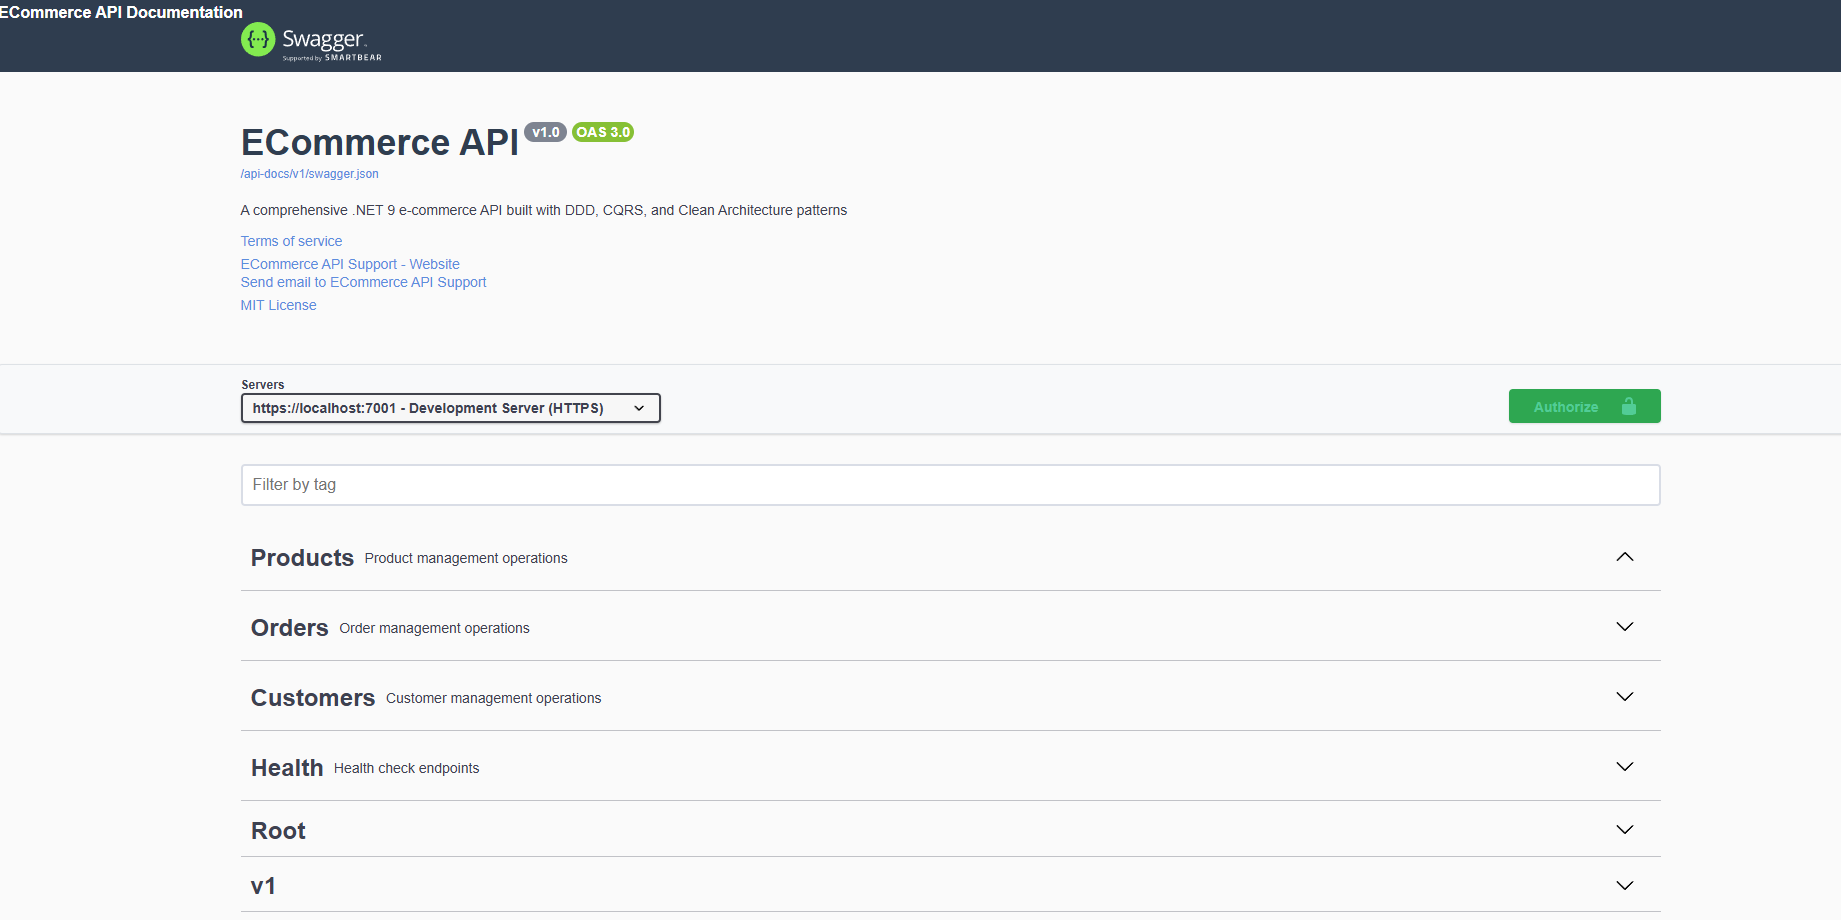 ECommerce API Documentation
{···} Swagger™
Supported by SMARTBEAR
ECommerce API v1.0 OAS 3.0
/api-docs/v1/swagger.json
A comprehensive .NET 9 e-commerce API built with DDD, CQRS, and Clean Architecture patterns
Terms of service
ECommerce API Support - Website
Send email to ECommerce API Support
MIT License
Servers
https://localhost:7001 - Development Server (HTTPS)
Authorize
Filter by tag
Products Product management operations
Orders Order management operations
Customers Customer management operations
Health Health check endpoints
Root
v1